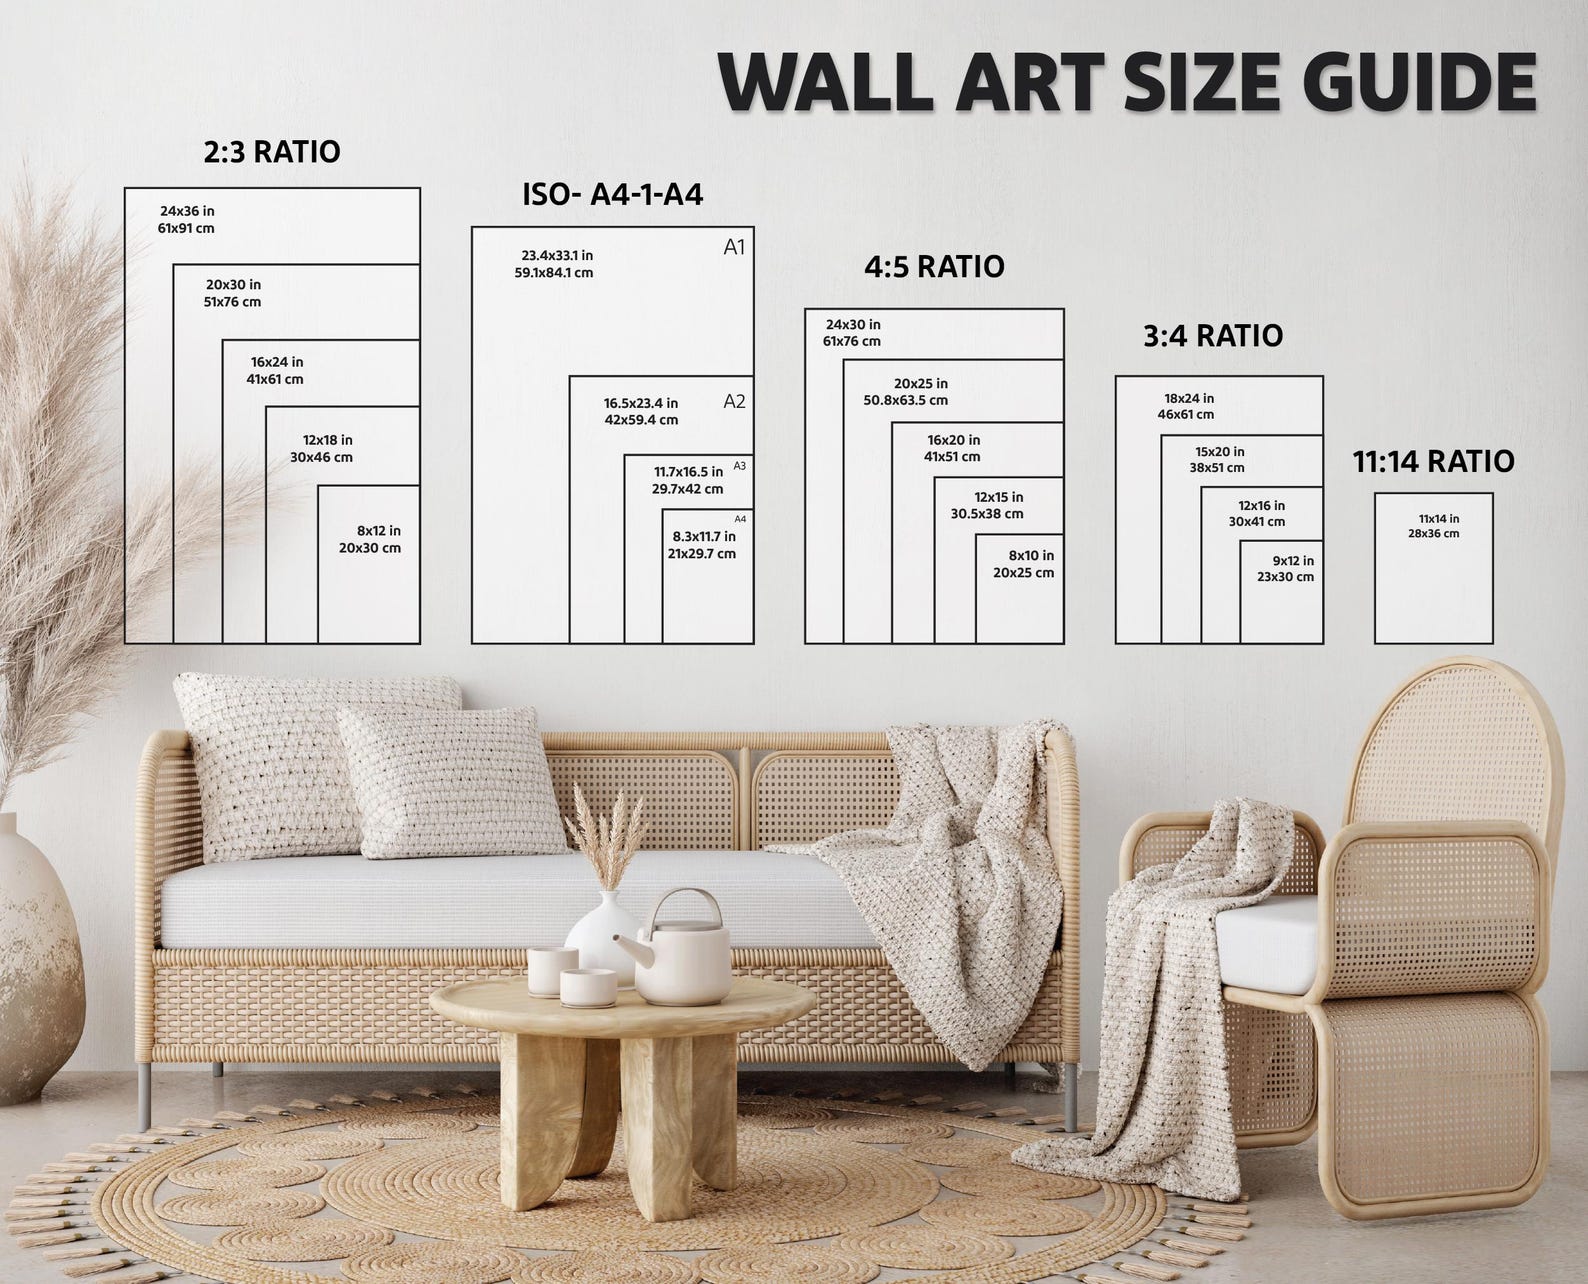 WALL ART SIZE GUIDE
2:3 RATIO
24x36 in
61x91 cm
20x30 in
51x76 cm
16x24 in
41x61 cm
12x18 in
30x46 cm
8x12 in
20x30 cm
ISO- A4-1-A4
A1
23.4x33.1 in
59.1x84.1 cm
16.5x23.4 in
A2
42x59.4 cm
11.7x16.5 in
A3
29.7x42 cm
A4
8.3x11.7 in
21x29.7 cm
4:5 RATIO
24x30 in
61x76 cm
20x25 in
50.8x63.5 cm
16x20 in
41x51 cm
12x15 in
30.5x38 cm
8x10 in
20x25 cm
3:4 RATIO
18x24 in
46x61 cm
15x20 in
38x51 cm
12x16 in
30x41 cm
9x12 in
23x30 cm
11:14 RATIO
11x14 in
28x36 cm